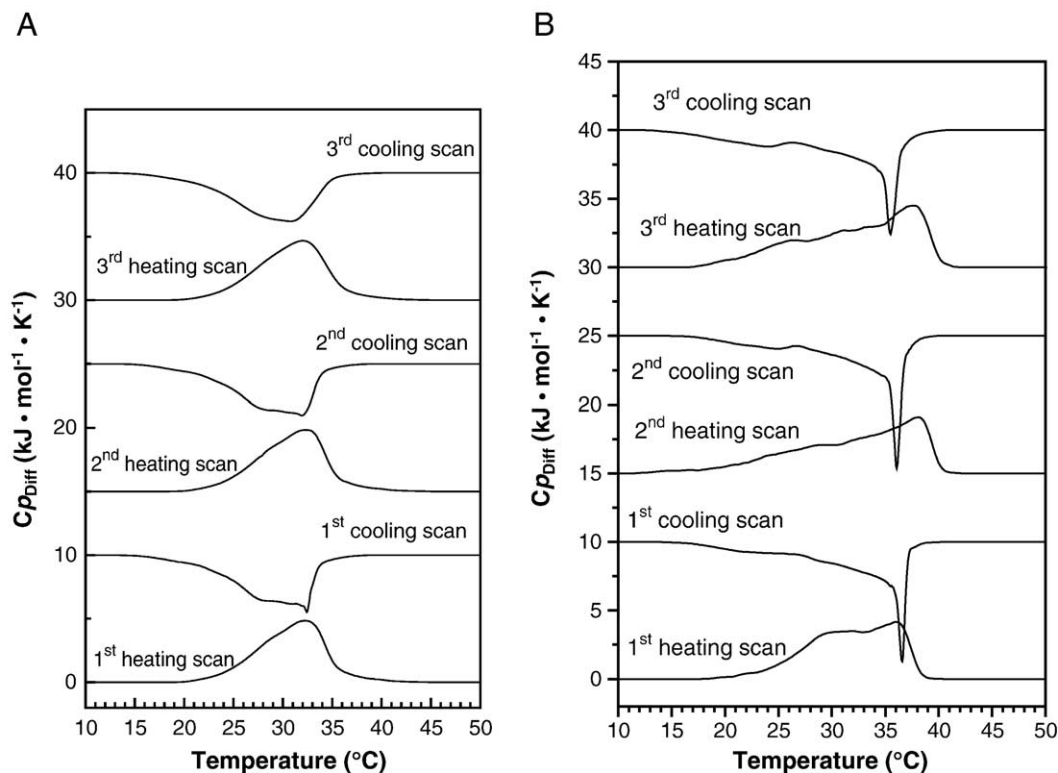 A
3rd cooling scan
3rd heating scan
2nd cooling scan
2nd heating scan
1st cooling scan
1st heating scan
40
30
20
10
0
CpDiff (kJ • mol-1 • K-1)
10 15 20 25 30 35 40 45 50
Temperature (°C)
B
3rd cooling scan
3rd heating scan
2nd cooling scan
2nd heating scan
1st cooling scan
1st heating scan
45
40
35
30
25
20
15
10
5
0
CpDiff (kJ • mol-1 • K-1)
10 15 20 25 30 35 40 45 50
Temperature (°C)